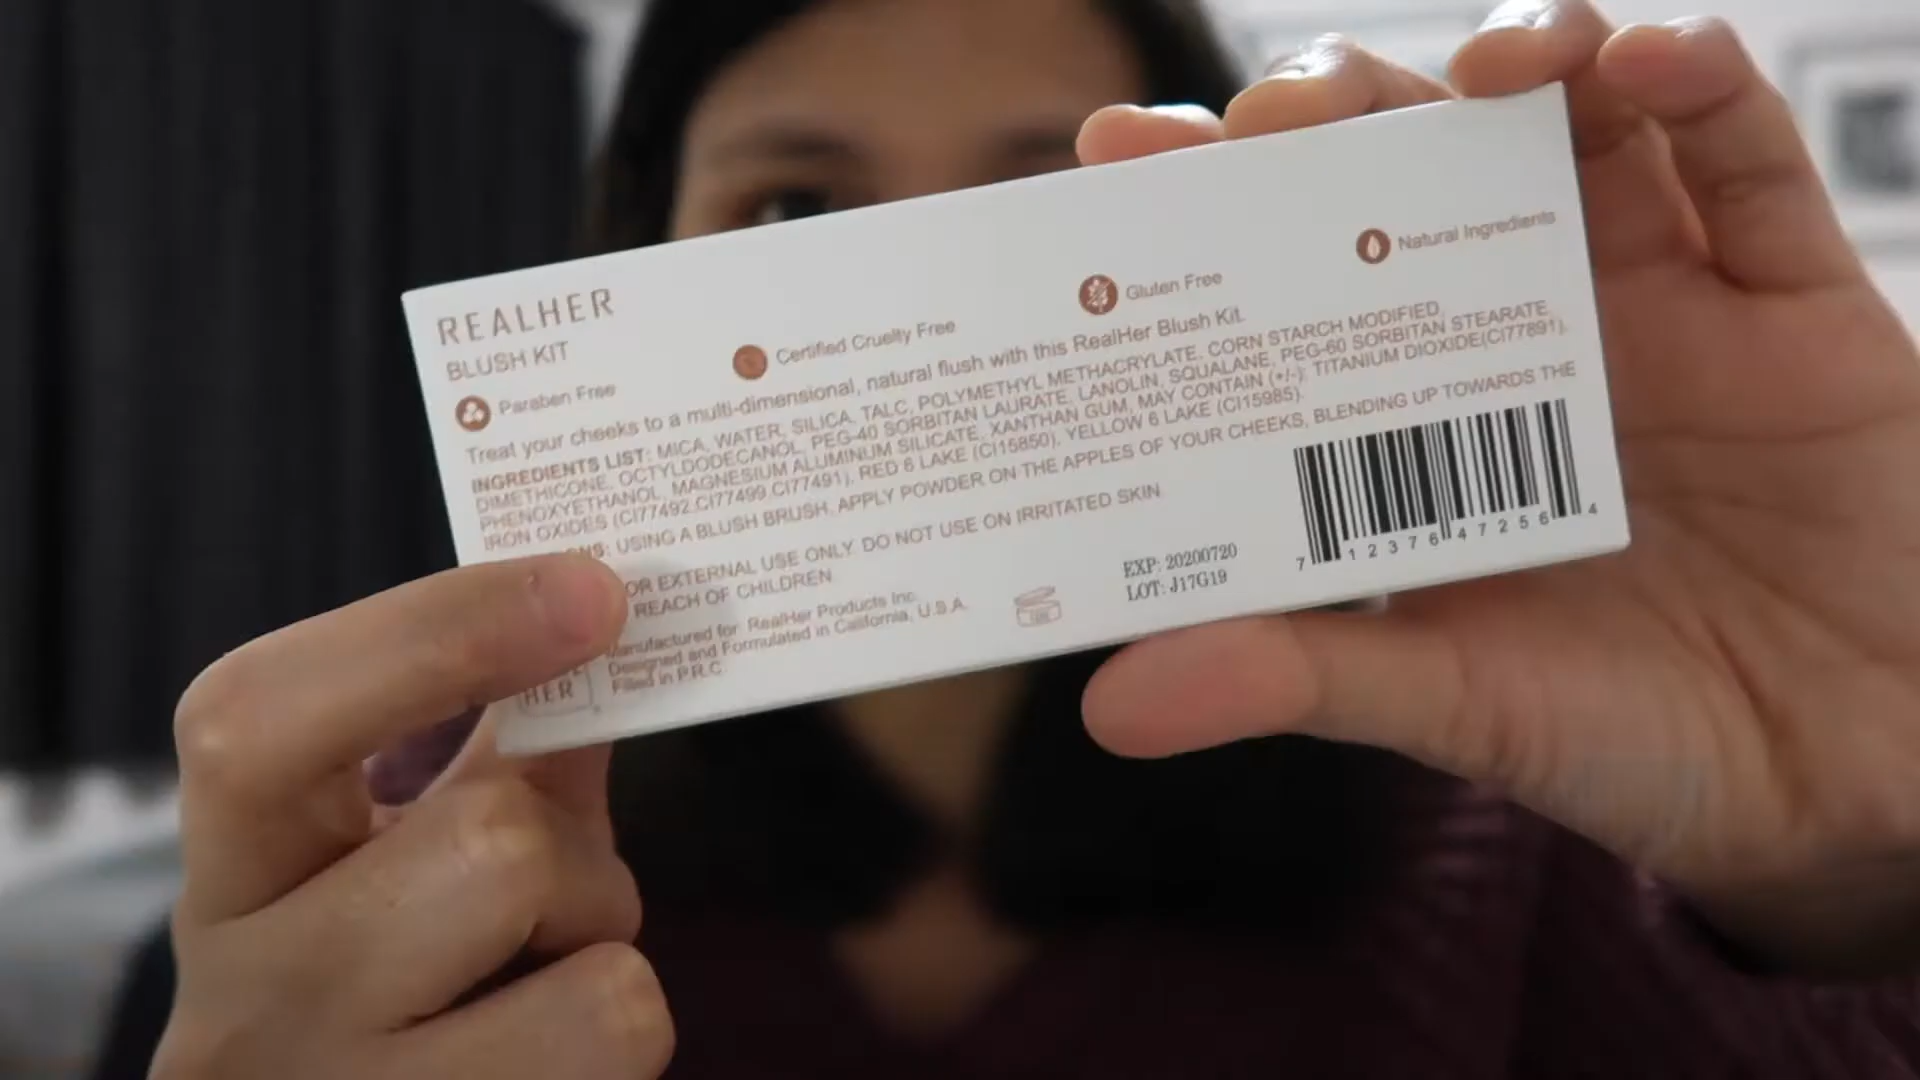 REALHER
BLUSH KIT
Paraben Free
Certified Cruelty Free
Gluten Free
Natural Ingredients
Treat your cheeks to a multi-dimensional, natural flush with this RealHer Blush Kit.
INGREDIENTS LIST: MICA, WATER, SILICA, TALC, POLYMETHYL METHACRYLATE, CORN STARCH MODIFIED,
DIMETHICONE, OCTYLDODECANOL, PEG-40 SORBITAN LAURATE, LANOLIN, SQUALANE, PEG-60 SORBITAN STEARATE,
PHENOXYETHANOL, MAGNESIUM ALUMINUM SILICATE, XANTHAN GUM, MAY CONTAIN (+/-): TITANIUM DIOXIDE(CI77891),
IRON OXIDES (CI77492,CI77499,CI77491), RED 6 LAKE (CI15850), YELLOW 6 LAKE (CI15985).
USING A BLUSH BRUSH, APPLY POWDER ON THE APPLES OF YOUR CHEEKS, BLENDING UP TOWARDS THE
OR EXTERNAL USE ONLY. DO NOT USE ON IRRITATED SKIN.
REACH OF CHILDREN.
Manufactured for: RealHer Products Inc.
Designed and Formulated in California, U.S.A.
Filled in P.R.C
HER
EXP: 20200720
LOT: J17G19
7 12376 47256 4